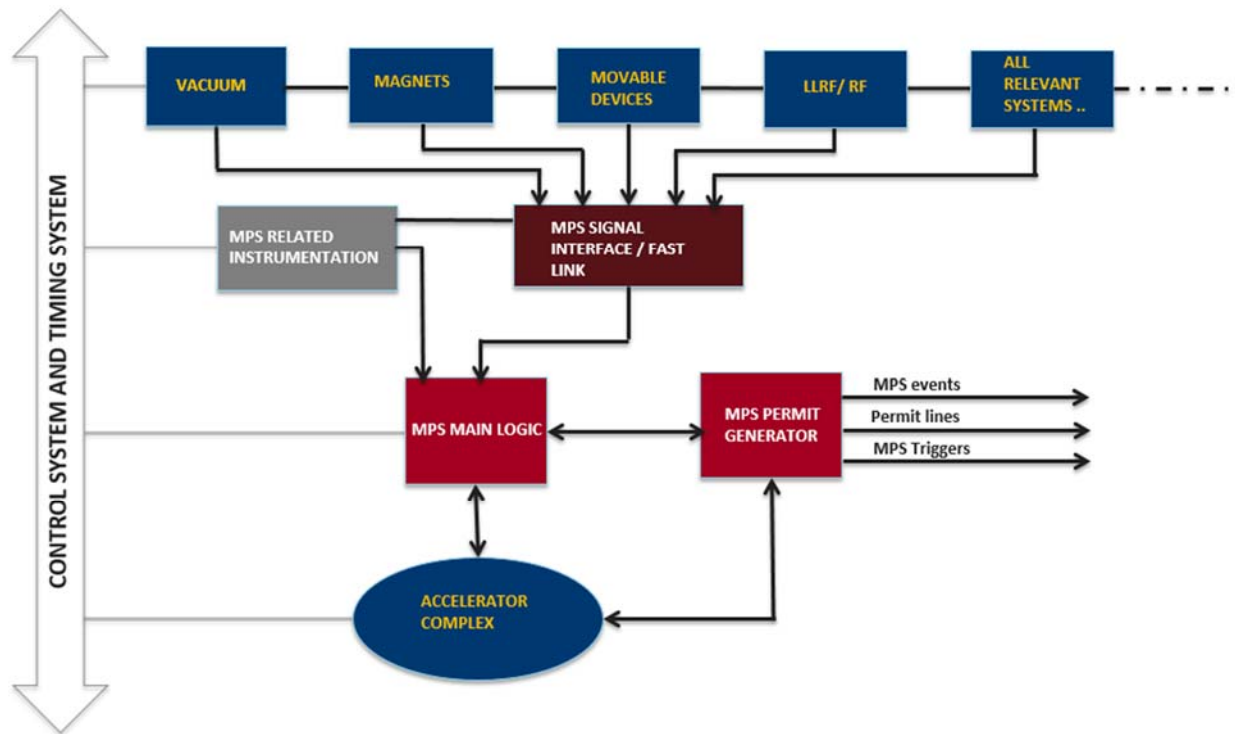 CONTROL SYSTEM AND TIMING SYSTEM
VACUUM
MAGNETS
MOVABLE
DEVICES
LLRF/ RF
ALL
RELEVANT
SYSTEMS ..
MPS RELATED
INSTRUMENTATION
MPS SIGNAL
INTERFACE / FAST
LINK
MPS MAIN LOGIC
MPS PERMIT
GENERATOR
MPS events
Permit lines
MPS Triggers
ACCELERATOR
COMPLEX